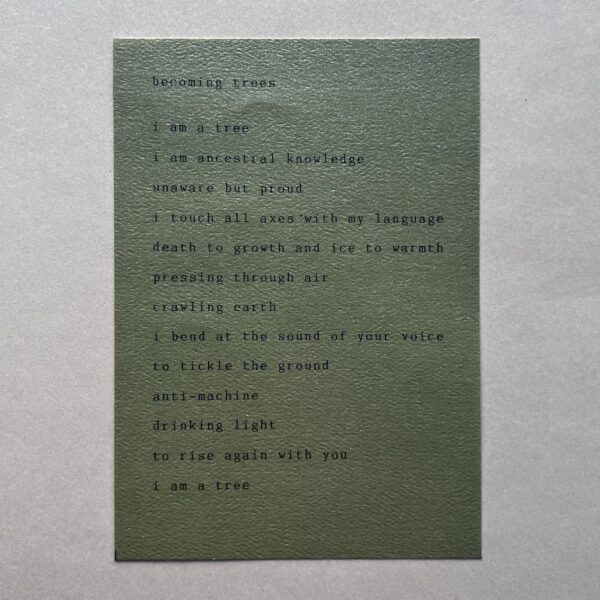 becoming trees
i am a tree
i am ancestral knowledge
unaware but proud
i touch all axes with my language
death to growth and ice to warmth
pressing through air
crawling earth
i bend at the sound of your voice
to tickle the ground
anti-machine
drinking light
to rise again with you
i am a tree